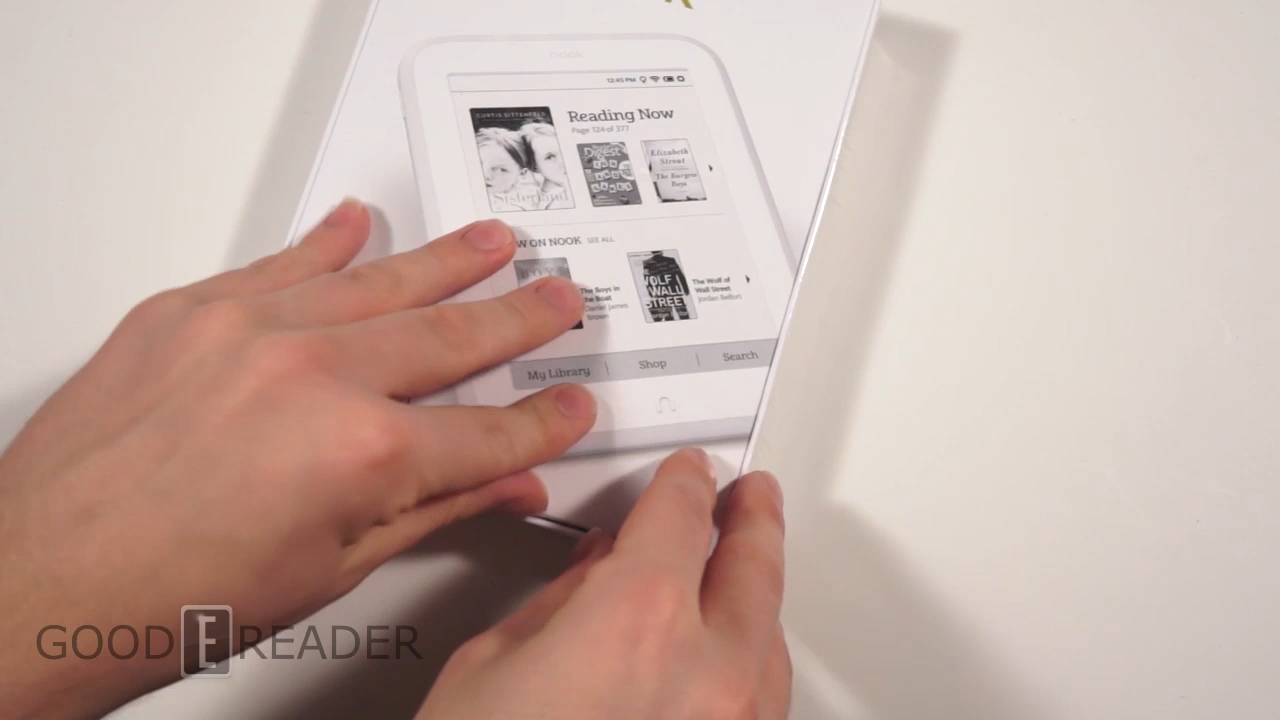 nook
12:45 PM
CURTIS SITTENFELD
Sisterland
Reading Now
Page 124 of 377
Digest
Elizabeth
Strout
The Burgess
Boys
W ON NOOK SEE ALL
The Boys in
the Boat
Daniel James
Brown
WOLF
WALL
STREET
The Wolf of
Wall Street
Jordan Belfort
My Library | Shop | Search
GOOD E READER